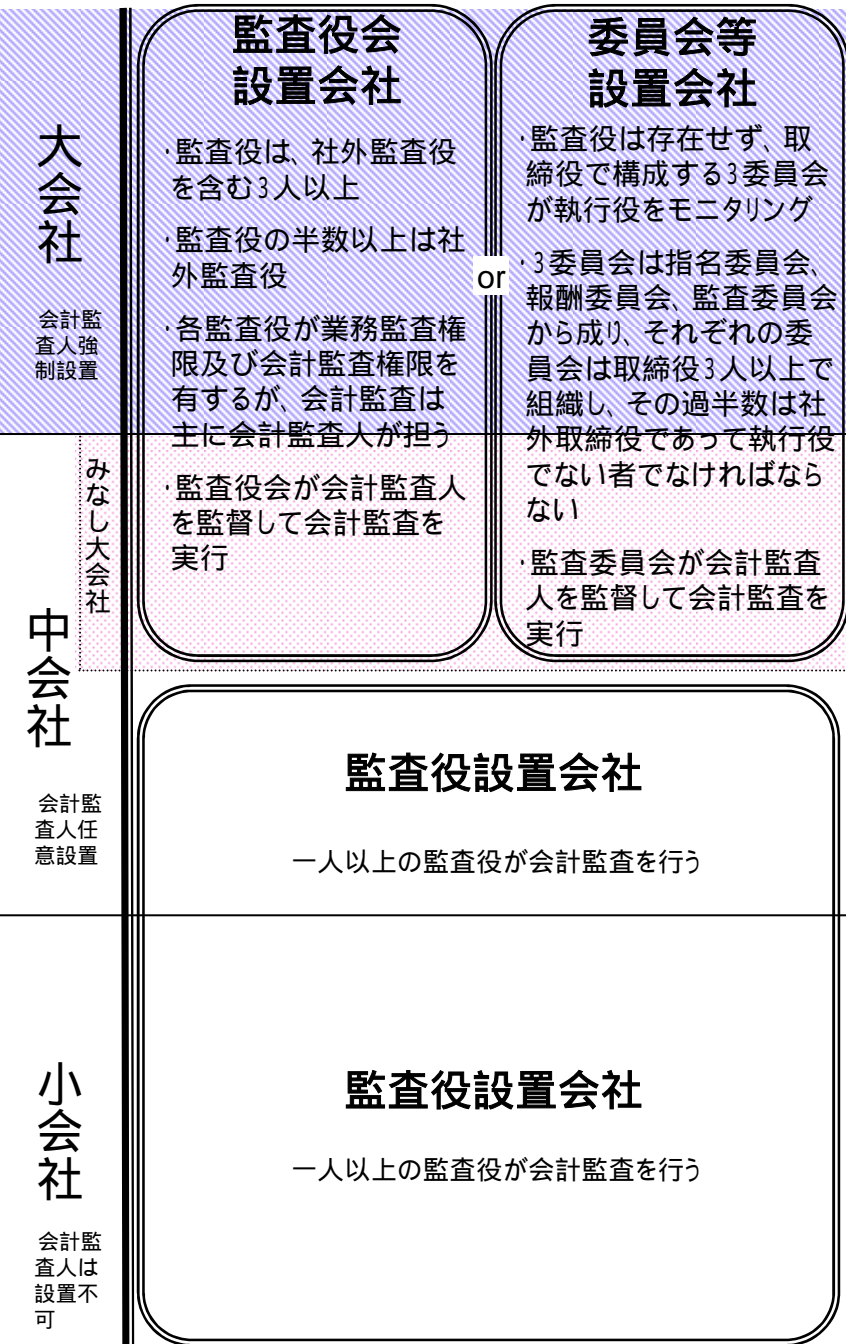 大会社
会計監
査人強
制設置
監査役会
設置会社
･監査役は、社外監査役
を含む3人以上
･監査役の半数以上は社
外監査役
･各監査役が業務監査権
限及び会計監査権限を
有するが、会計監査は
主に会計監査人が担う
･監査役会が会計監査人
を監督して会計監査を
実行
or
委員会等
設置会社
･監査役は存在せず、取
締役で構成する3委員会
が執行役をモニタリング
･3委員会は指名委員会、
報酬委員会、監査委員会
から成り、それぞれの委
員会は取締役3人以上で
組織し、その過半数は社
外取締役であって執行役
でない者でなければなら
ない
･監査委員会が会計監査
人を監督して会計監査を
実行
みなし大会社
中会社
会計監
査人任
意設置
監査役設置会社
一人以上の監査役が会計監査を行う
小会社
会計監
査人は
設置不
可
監査役設置会社
一人以上の監査役が会計監査を行う